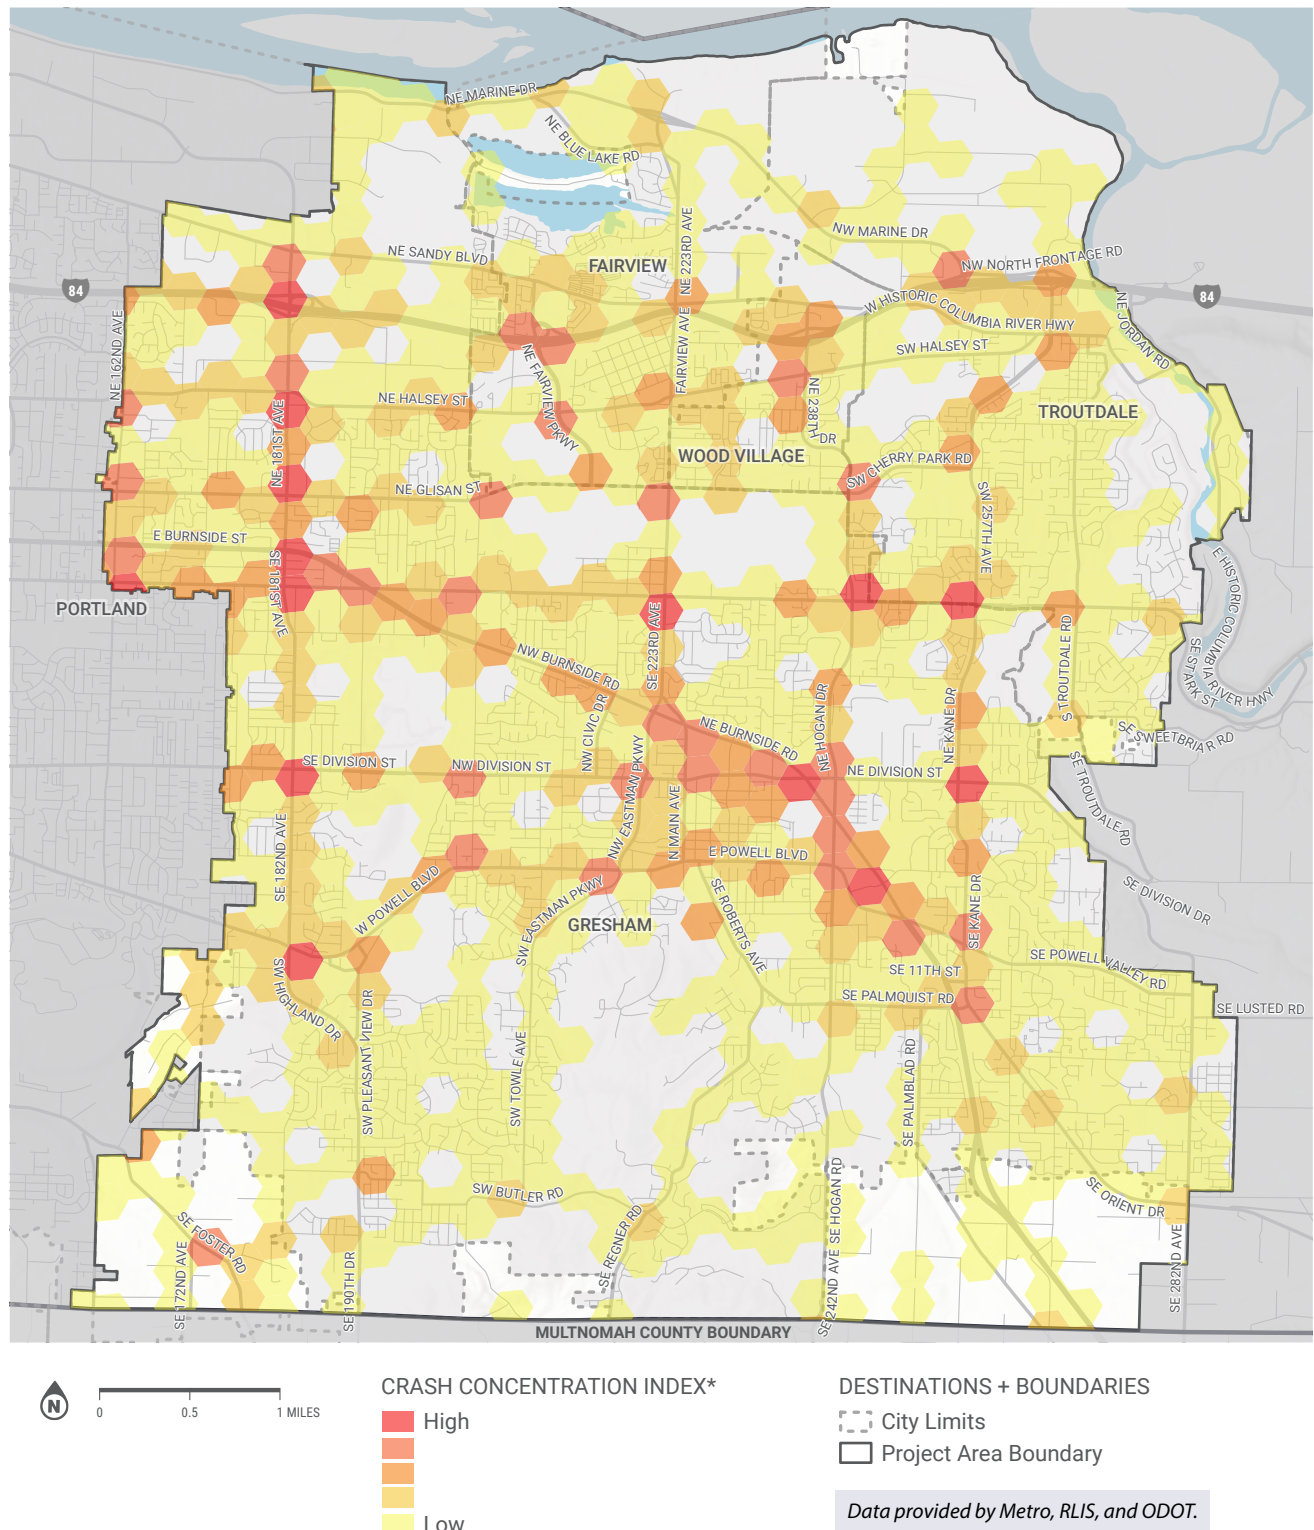 NE MARINE DR
NE BLUE LAKE RD
NE 223RD AVE
NW MARINE DR
NE SANDY BLVD
FAIRVIEW
NW NORTH FRONTAGE RD
84
84
W HISTORIC COLUMBIA RIVER HWY
NE JORDAN RD
NE 162ND AVE
FAIRVIEW AVE
SW HALSEY ST
NE FAIRVIEW PKWY
NE 238TH DR
NE HALSEY ST
NE 181ST AVE
TROUTDALE
WOOD VILLAGE
SW CHERRY PARK RD
NE GLISAN ST
SW 257TH AVE
E BURNSIDE ST
SE 181ST AVE
E HISTORIC COLUMBIA RIVER HWY
PORTLAND
SE 223RD AVE
S TROUTDALE RD
SE STARK ST
NW BURNSIDE RD
NW CIVIC DR
NE HOGAN DR
NE KANE DR
NE BURNSIDE RD
SE SWEETBRIAR RD
SE DIVISION ST
NW DIVISION ST
NW EASTMAN PKWY
NE DIVISION ST
SE TROUTDALE RD
N MAIN AVE
SE 182ND AVE
E POWELL BLVD
W POWELL BLVD
SW EASTMAN PKWY
SE ROBERTS AVE
SE KANE DR
SE DIVISION DR
GRESHAM
SE 11TH ST
SE POWELL VALLEY RD
SW HIGHLAND DR
SW PLEASANT VIEW DR
SE PALMQUIST RD
SE LUSTED RD
SW TOWLE AVE
SE PALMBLAD RD
SW BUTLER RD
SE HOGAN RD
SE ORIENT DR
SE FOSTER RD
SE REGNER RD
SE 172ND AVE
SE 190TH DR
SE 242ND AVE
SE 282ND AVE
MULTNOMAH COUNTY BOUNDARY
N
0 0.5 1 MILES
CRASH CONCENTRATION INDEX*
High
Low
DESTINATIONS + BOUNDARIES
City Limits
Project Area Boundary
Data provided by Metro, RLIS, and ODOT.